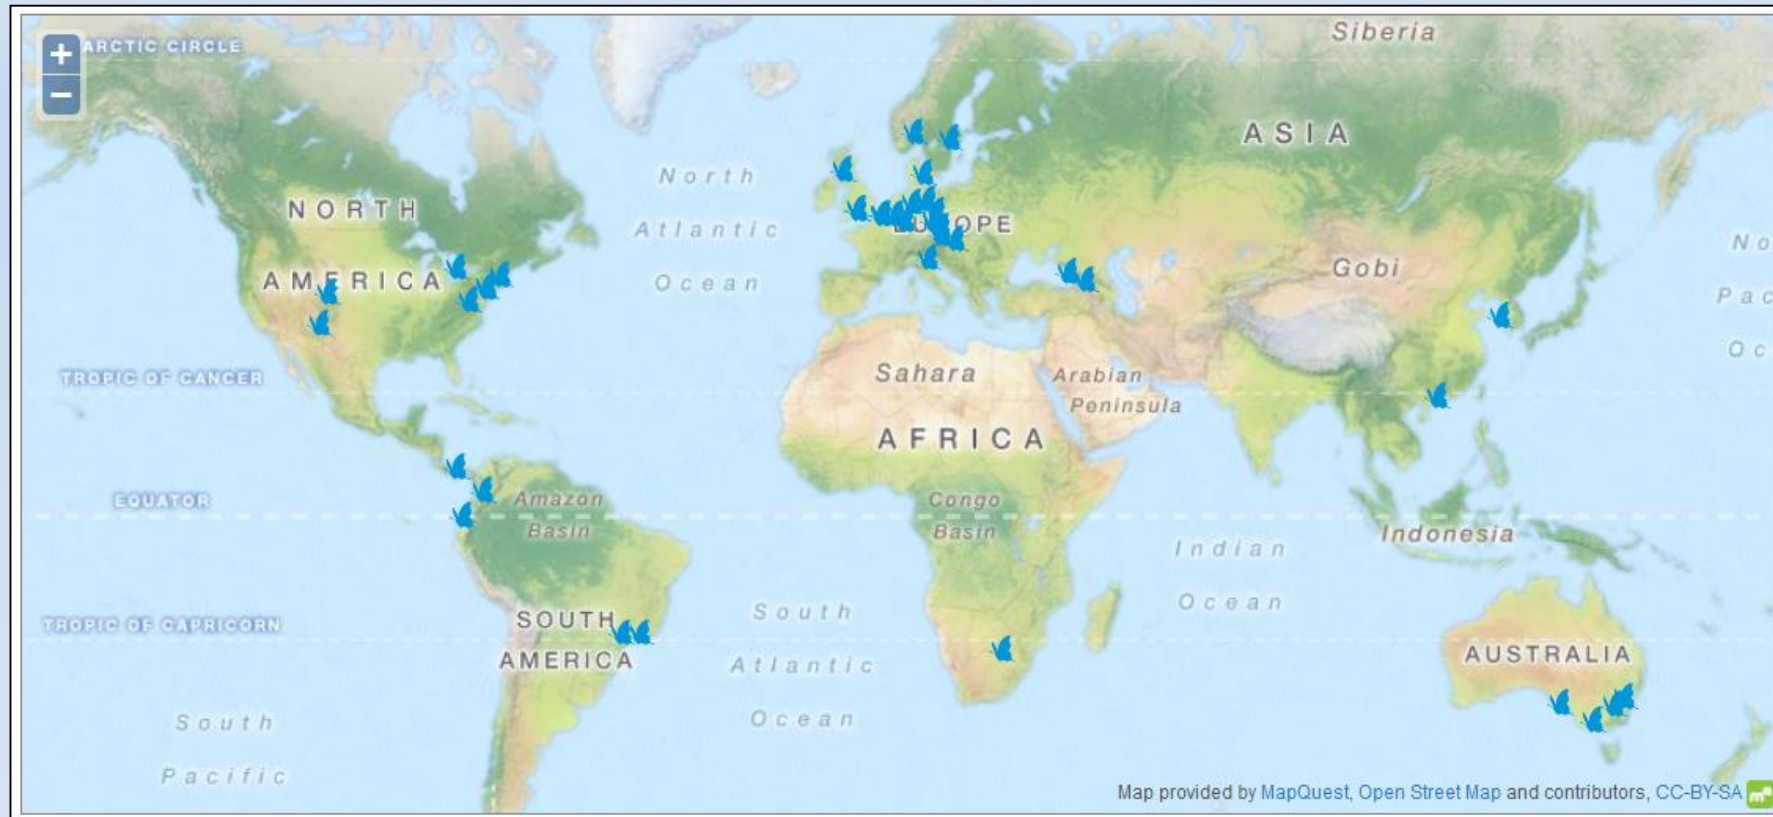 +
ARCTIC CIRCLE
Siberia
−
ASIA
North
NORTH
Atlantic
EUROPE
No
AMERICA
Ocean
Gobi
Pac
Oc
TROPIC OF CANCER
Sahara
Arabian
Peninsula
AFRICA
EQUATOR
Amazon
Basin
Congo
Basin
Indonesia
Indian
Ocean
TROPIC OF CAPRICORN
SOUTH
AMERICA
South
Atlantic
Ocean
AUSTRALIA
South
Pacific
Map provided by MapQuest, Open Street Map and contributors, CC-BY-SA